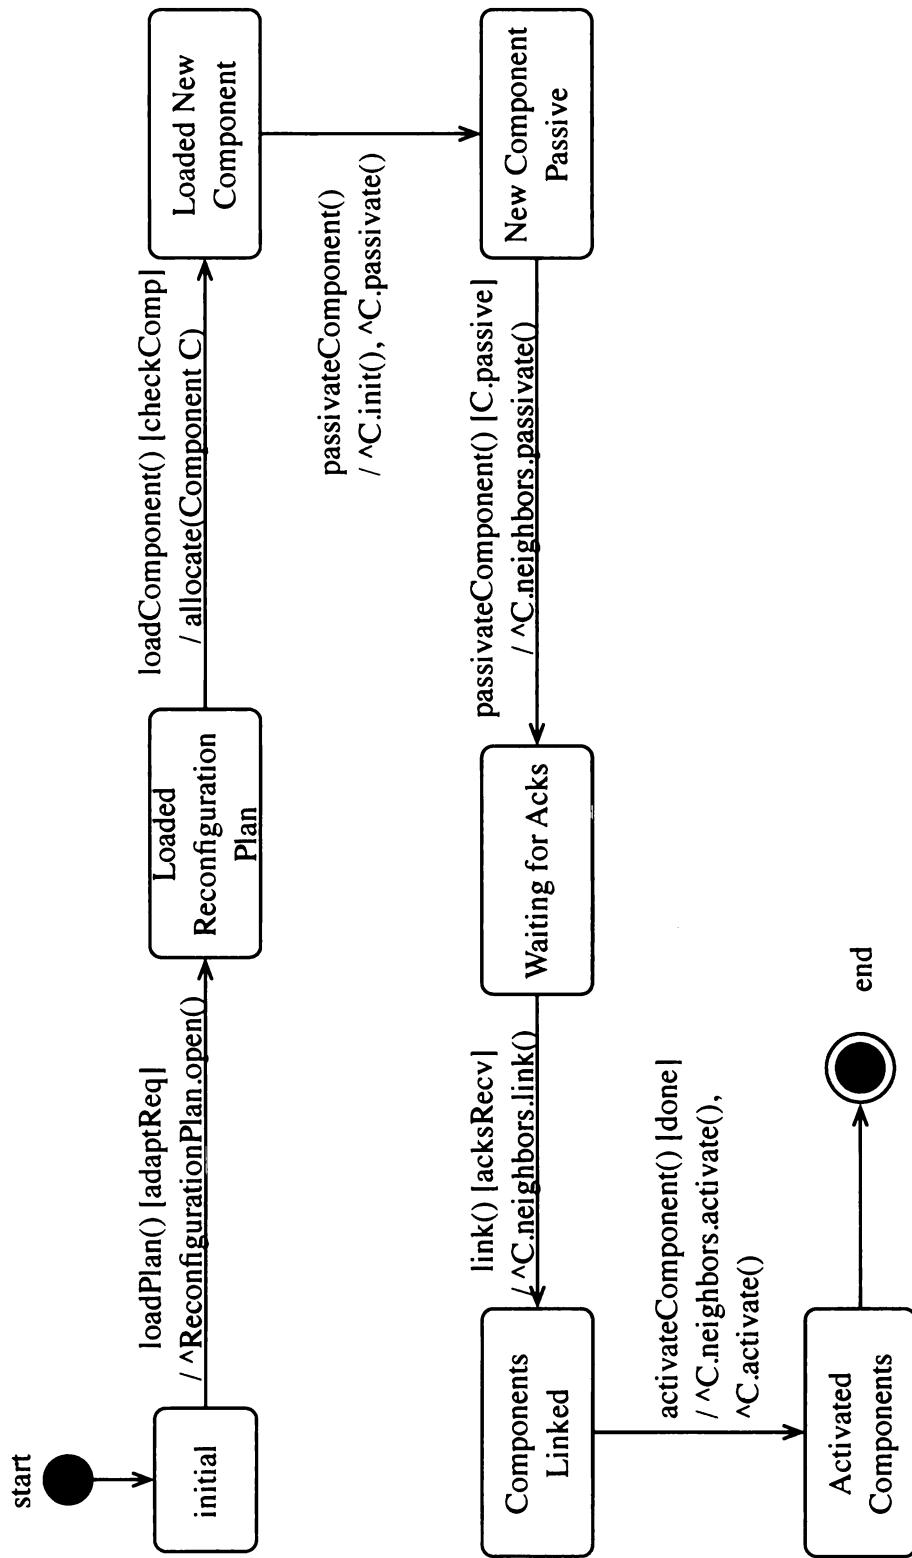 start
initial
loadPlan() [adaptReq]
/ ^ReconfigurationPlan.open()
Loaded
Reconfiguration
Plan
loadComponent() [checkComp]
/ allocate(Component C)
Loaded New
Component
passivateComponent()
/ ^C.init(), ^C.passivate()
New Component
Passive
passivateComponent() [C.passive]
/ ^C.neighbors.passivate()
Waiting for Acks
link() [acksRecv]
/ ^C.neighbors.link()
Components
Linked
activateComponent() [done]
/ ^C.neighbors.activate(),
^C.activate()
Activated
Components
end